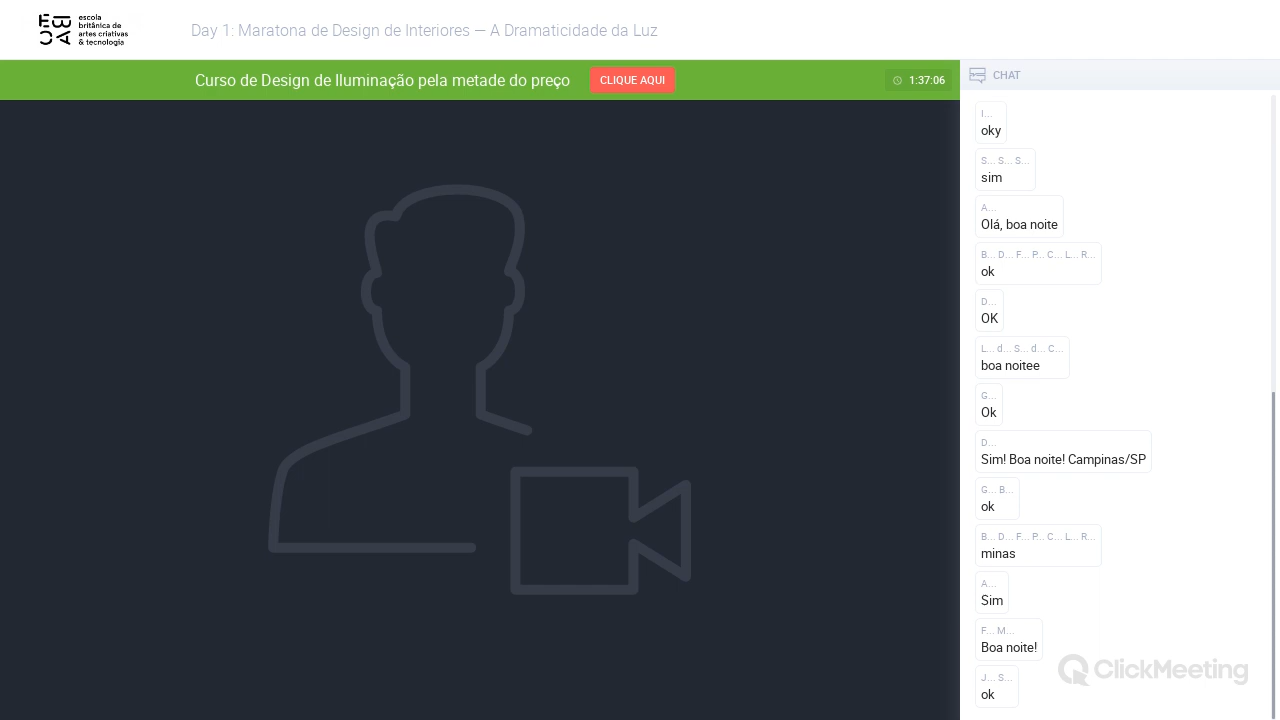 EBAC
escola
britânica de
artes criativas
& tecnologia
Day 1: Maratona de Design de Interiores — A Dramaticidade da Luz
Curso de Design de Iluminação pela metade do preço
CLIQUE AQUI
1:37:06
CHAT
I...
oky
S... S... S...
sim
A...
Olá, boa noite
B... D... F... P... C... L... R...
ok
D...
OK
L... d... S... d... C...
boa noitee
G...
Ok
D...
Sim! Boa noite! Campinas/SP
G... B...
ok
B... D... F... P... C... L... R...
minas
A...
Sim
F... M...
Boa noite!
J... S...
ok
ClickMeeting